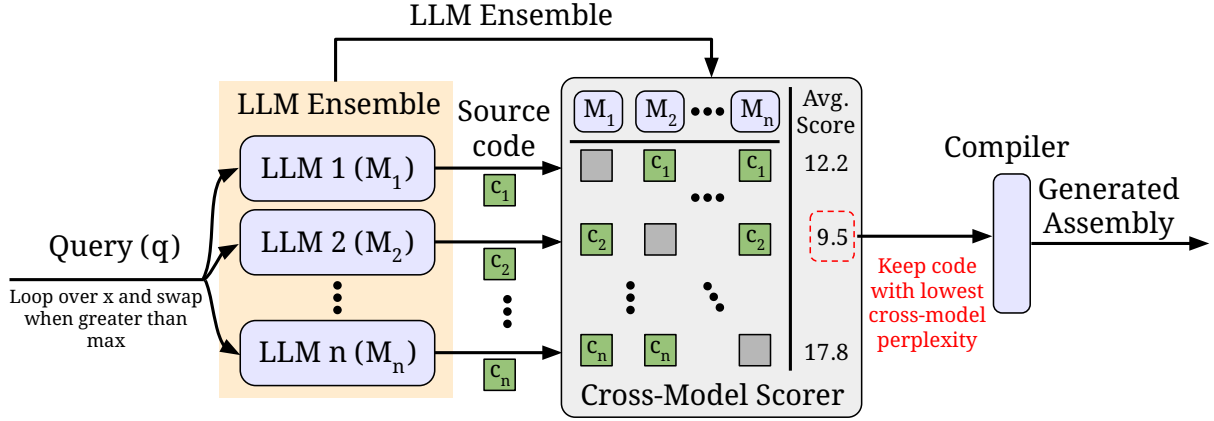 LLM Ensemble
LLM Ensemble
Source
code
LLM 1 (M₁)
c₁
LLM 2 (M₂)
c₂
LLM n (Mₙ)
cₙ
Query (q)
Loop over x and swap
when greater than
max
M₁ M₂ Mₙ
Avg.
Score
c₁ c₁ 12.2
c₂ c₂ 9.5
cₙ cₙ 17.8
Cross-Model Scorer
Keep code
with lowest
cross-model
perplexity
Compiler
Generated
Assembly